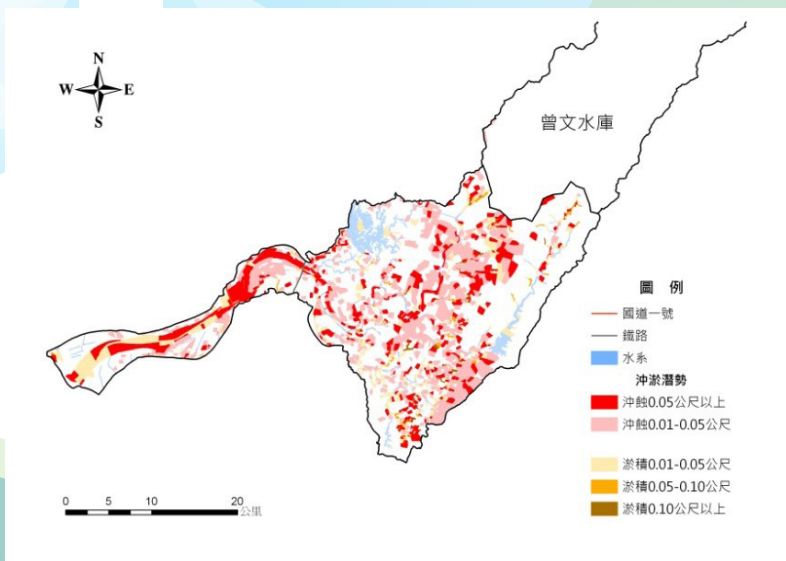 N
W E
S
曾文水庫
圖 例
國道一號
鐵路
水系
沖淤潛勢
沖蝕0.05公尺以上
沖蝕0.01-0.05公尺
淤積0.01-0.05公尺
淤積0.05-0.10公尺
淤積0.10公尺以上
0 5 10 20
公里